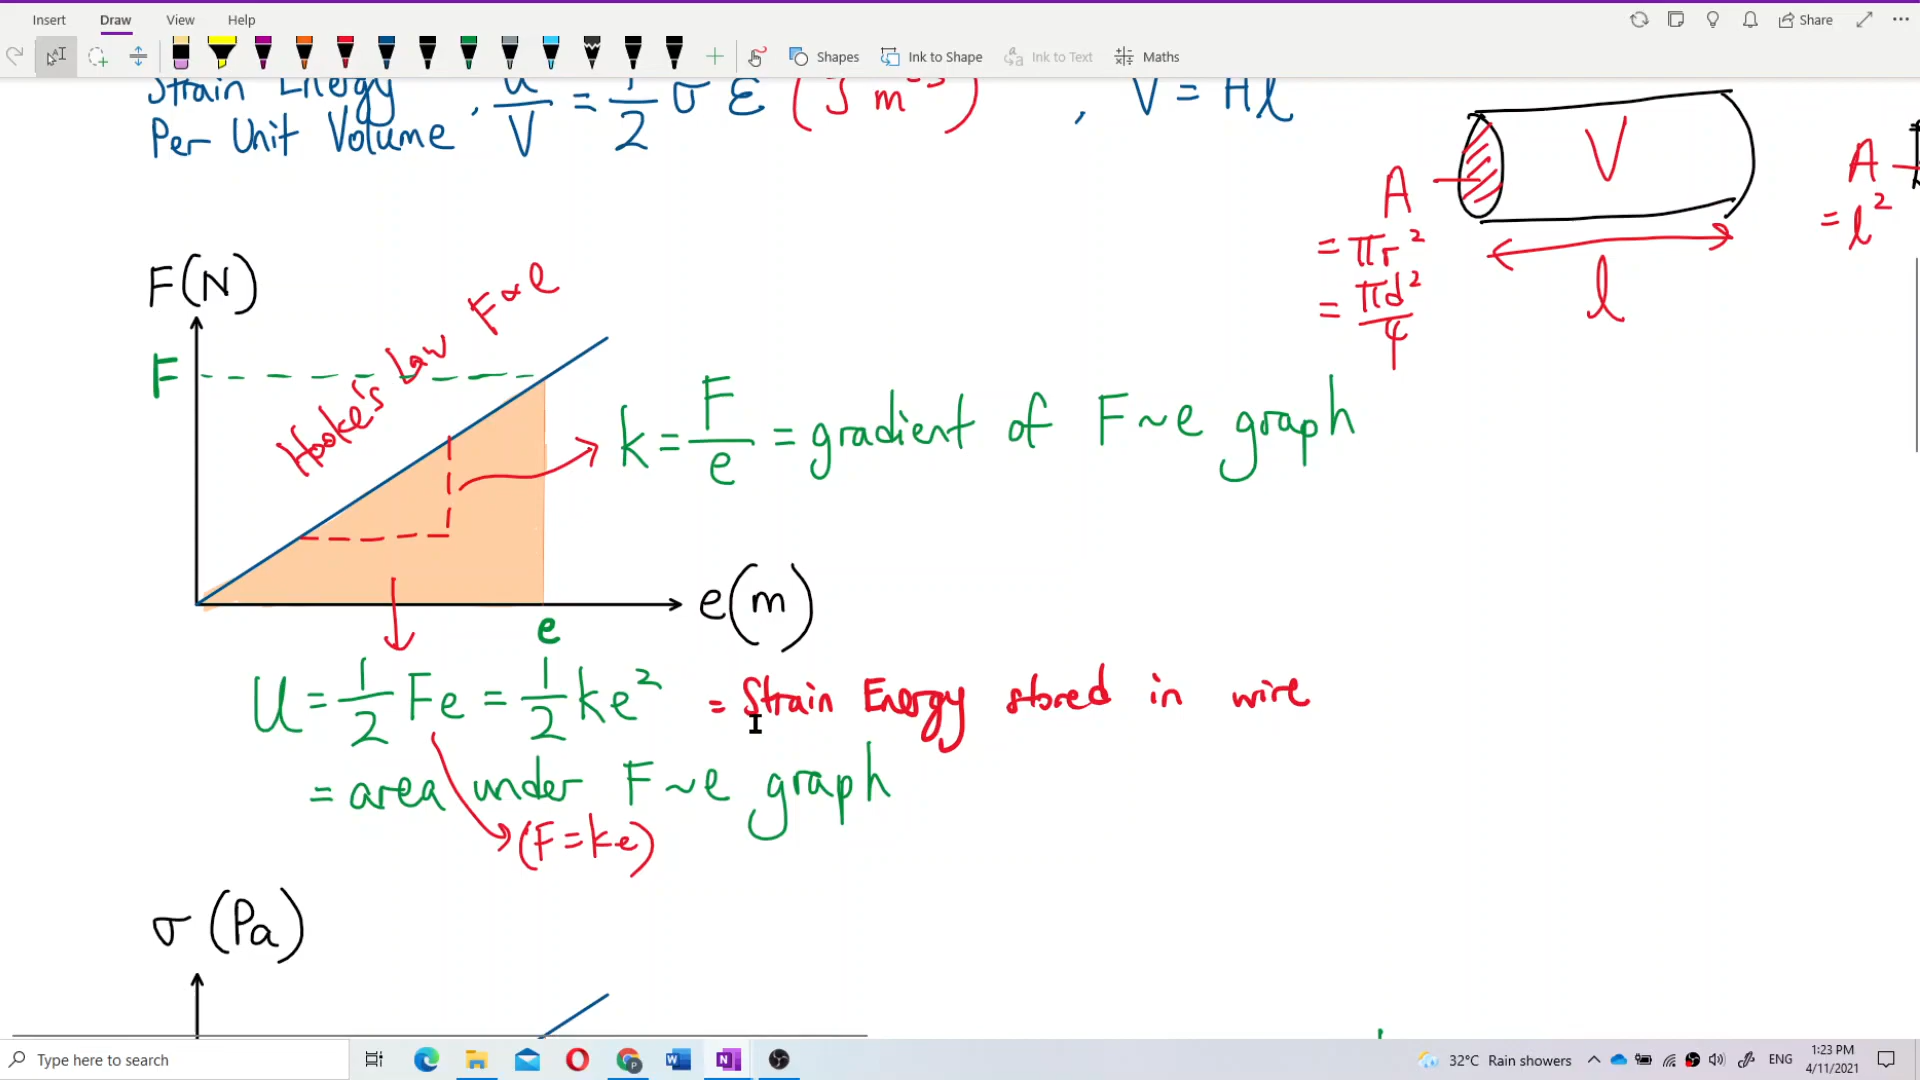 Insert Draw View Help
Share
Shapes Ink to Shape Ink to Text Maths
Strain Energy
Per Unit Volume , u/V = 1/2 σ ε (J m⁻³) , V = Al
V
A
= πr²
= πd²/4
l
A
= l²
F(N)
F
Hooke's Law F∝e
k = F/e = gradient of F~e graph
e(m)
e
U = 1/2 Fe = 1/2 ke² = Strain Energy stored in wire
= area under F~e graph
(F=ke)
σ (Pa)
Type here to search
32°C Rain showers
ENG
1:23 PM
4/11/2021